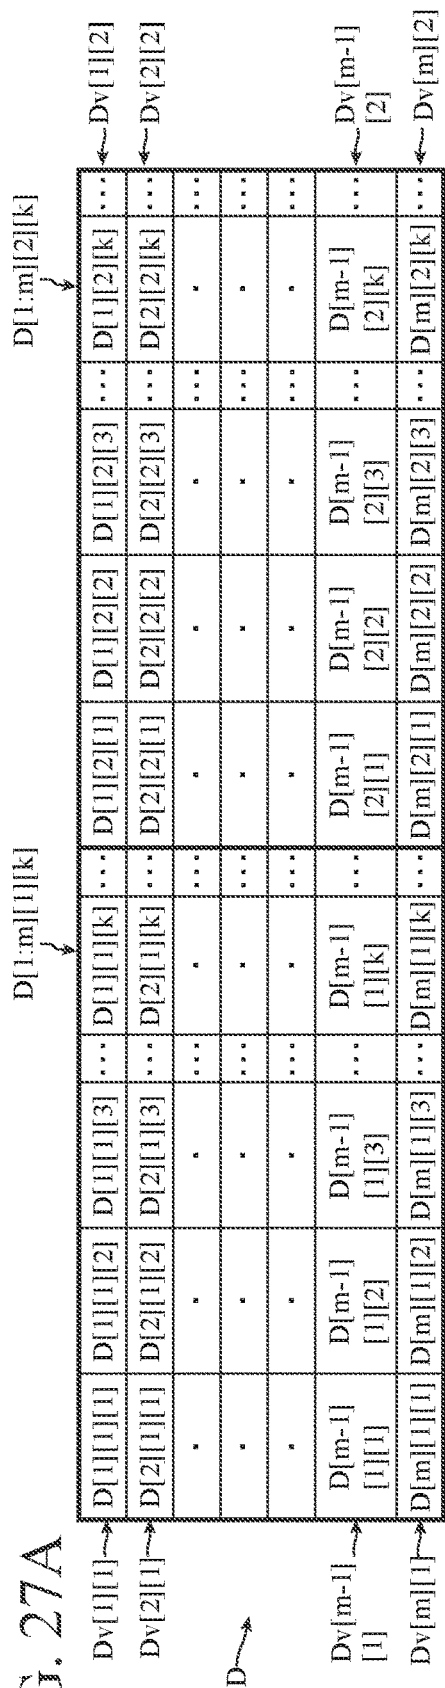 G. 27A
D[1:m][1][k] D[1:m][2][k]
Dv[1][1] D[1][1][1] D[1][1][2] D[1][1][3] ... D[1][1][k] ... D[1][2][1] D[1][2][2] D[1][2][3] ... D[1][2][k] ... Dv[1][2]
Dv[2][1] D[2][1][1] D[2][1][2] D[2][1][3] ... D[2][1][k] ... D[2][2][1] D[2][2][2] D[2][2][3] ... D[2][2][k] ... Dv[2][2]
. . . ... . ... . . . ... . ...
D . . . ... . ... . . . ... . ...
. . . ... . ... . . . ... . ...
Dv[m-1] D[m-1] D[m-1] D[m-1] ... D[m-1] ... D[m-1] D[m-1] D[m-1] ... D[m-1] ... Dv[m-1]
[1] [1][1] [1][2] [1][3] [1][k] [2][1] [2][2] [2][3] [2][k] [2]
Dv[m][1] D[m][1][1] D[m][1][2] D[m][1][3] ... D[m][1][k] ... D[m][2][1] D[m][2][2] D[m][2][3] ... D[m][2][k] ... Dv[m][2]